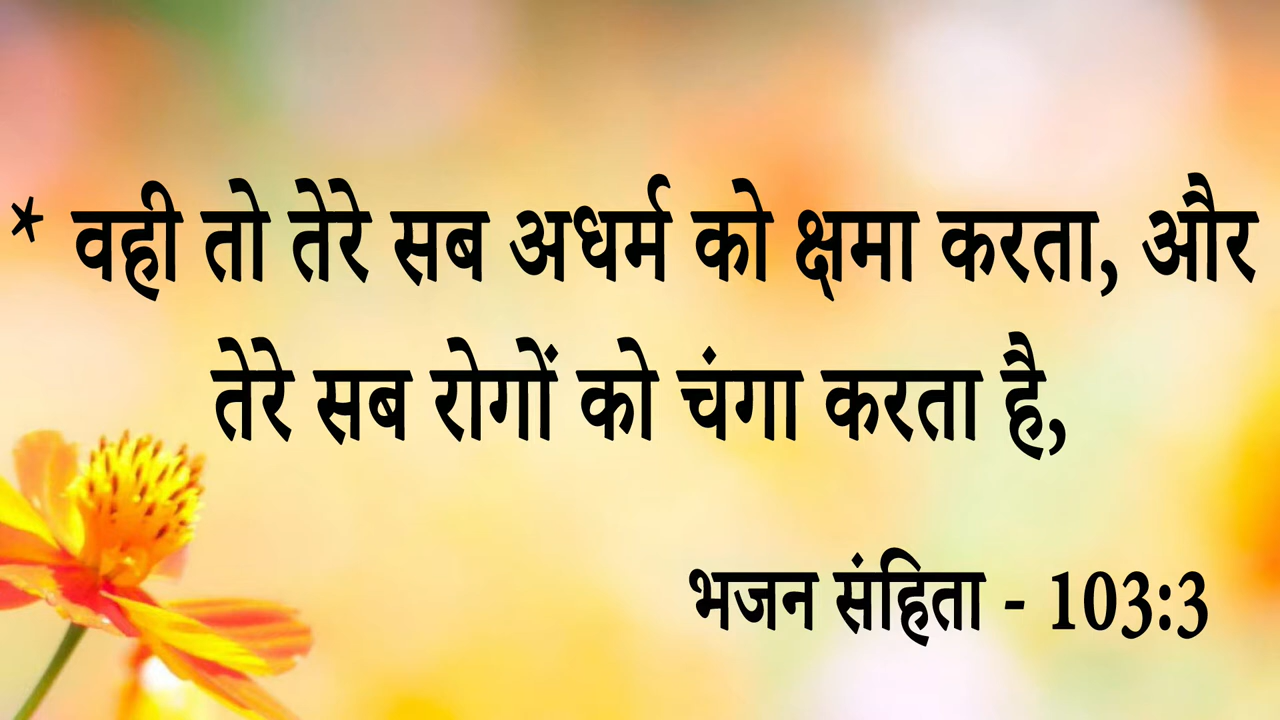 * वही तो तेरे सब अधर्म को क्षमा करता, और
तेरे सब रोगों को चंगा करता है,
भजन संहिता - 103:3